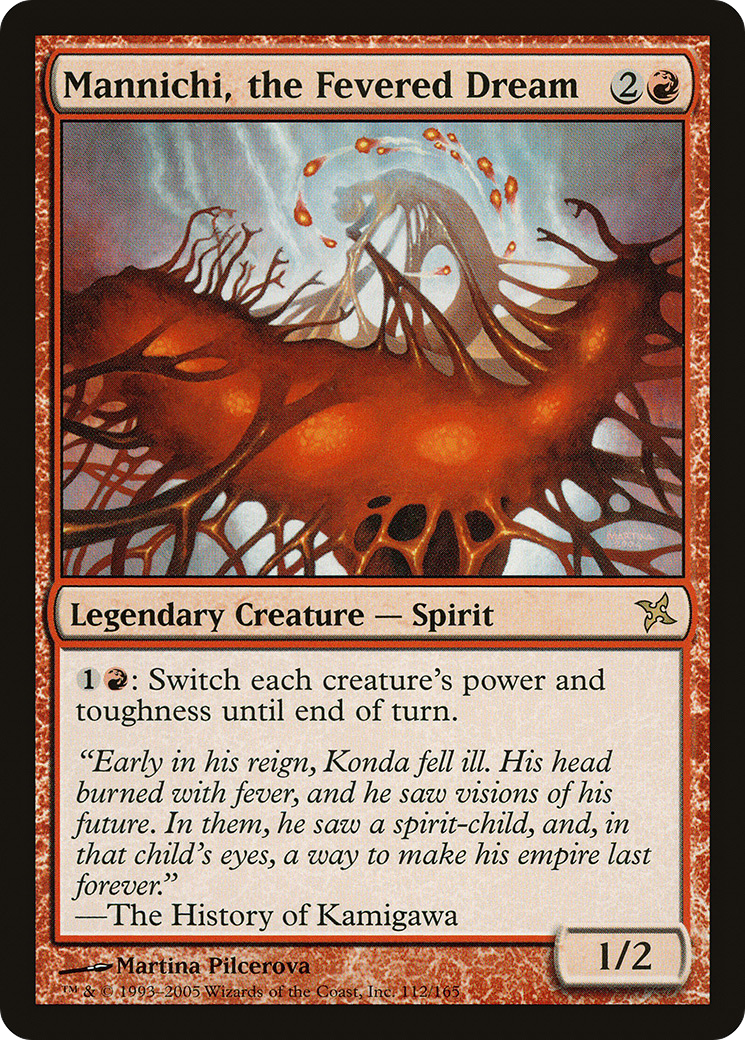 Mannichi, the Fevered Dream 2
Legendary Creature — Spirit
1: Switch each creature's power and
toughness until end of turn.
“Early in his reign, Konda fell ill. His head
burned with fever, and he saw visions of his
future. In them, he saw a spirit-child, and, in
that child's eyes, a way to make his empire last
forever.”
—The History of Kamigawa
1/2
Martina Pilcerova
™ & © 1993–2005 Wizards of the Coast, Inc. 112/165